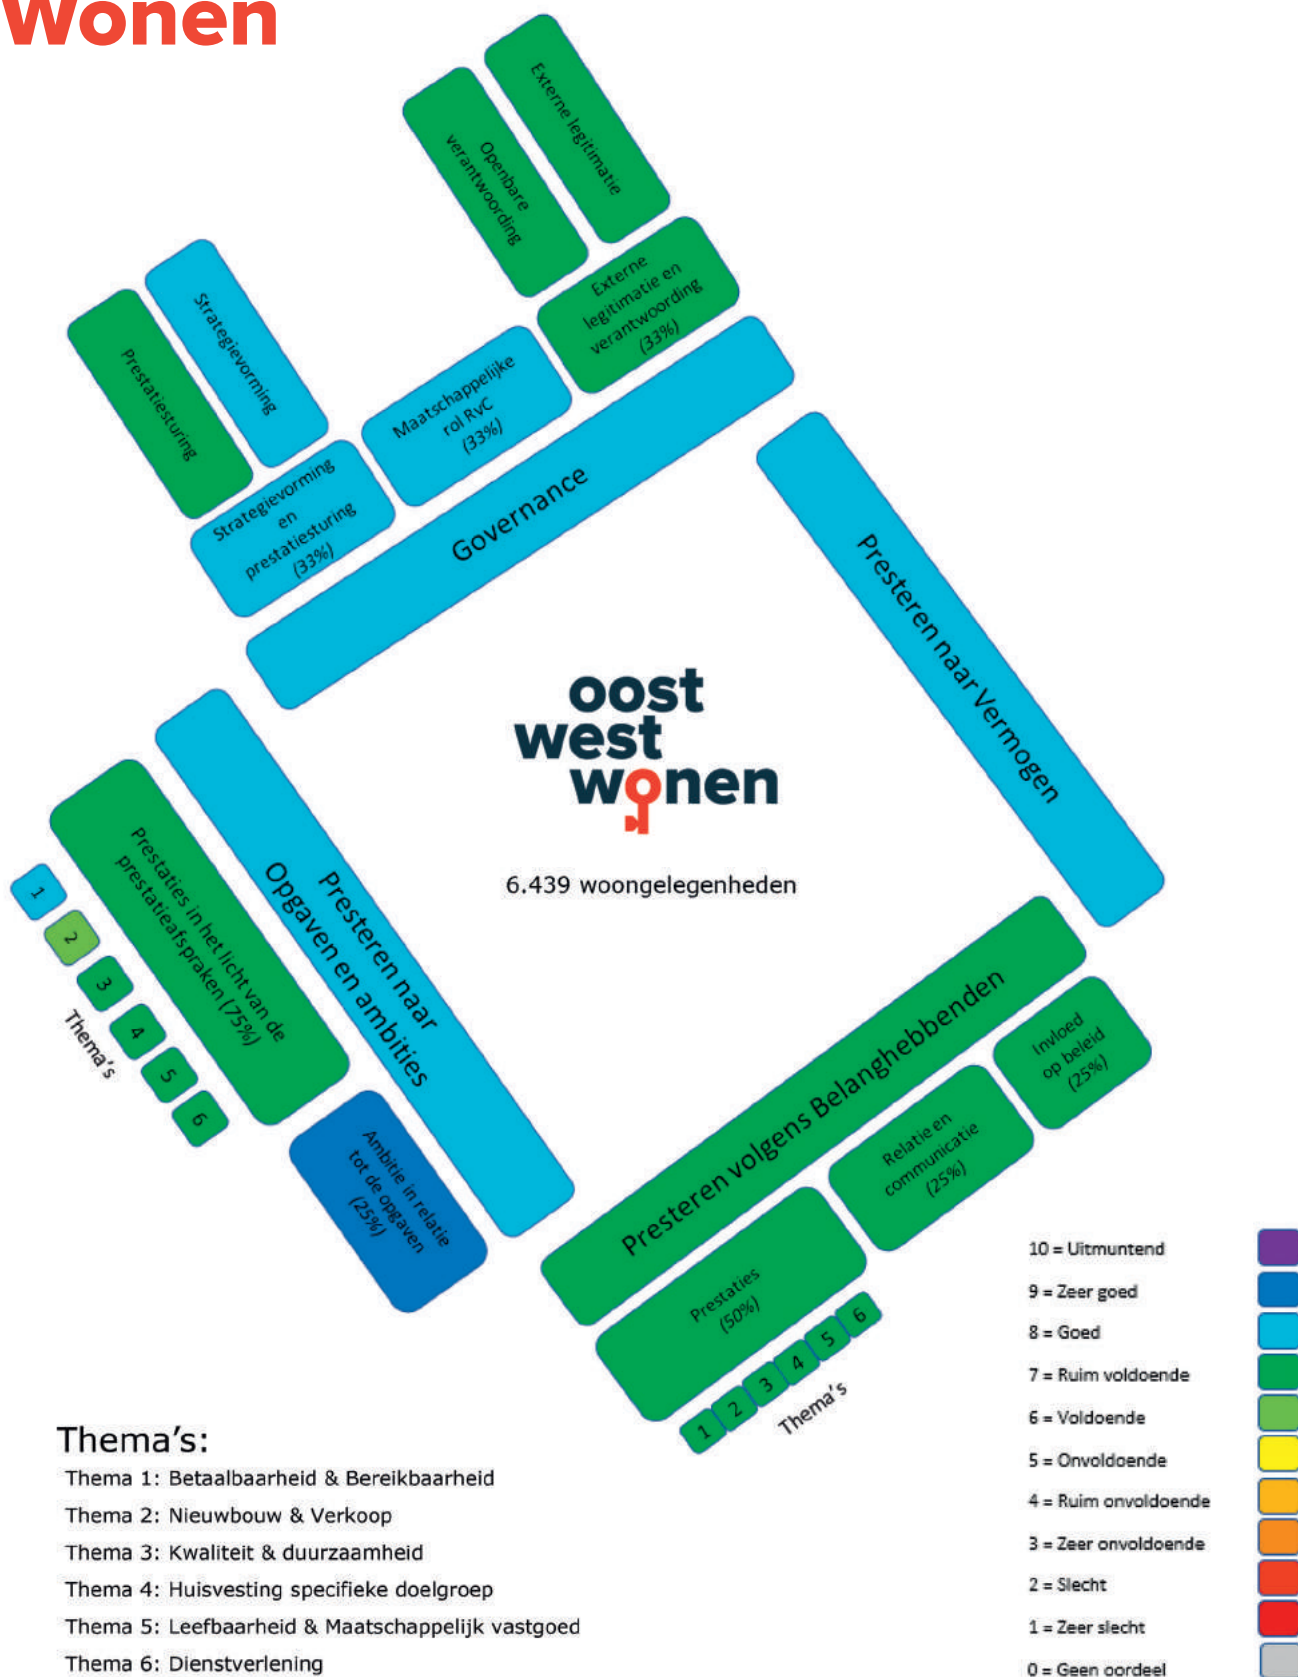 Wonen
Externe legitimatie
Openbare
verantwoording
Externe
legitimatie en
verantwoording
(33%)
Strategievorming
Prestatiesturing
Maatschappelijke
rol RvC
(33%)
Strategievorming
en
prestatiesturing
(33%)
Governance
Presteren naar Vermogen
oost
west
wonen
6.439 woongelegenheden
Presteren naar
Opgaven en ambities
Prestaties in het licht van de
prestatieafspraken (75%)
1
2
3
4
5
6
Thema's
Ambitie in relatie
tot de opgaven
(25%)
Presteren volgens Belanghebbenden
Invloed
op beleid
(25%)
Relatie en
communicatie
(25%)
Prestaties
(50%)
1
2
3
4
5
6
Thema's
10 = Uitmuntend
9 = Zeer goed
8 = Goed
7 = Ruim voldoende
6 = Voldoende
5 = Onvoldoende
4 = Ruim onvoldoende
3 = Zeer onvoldoende
2 = Slecht
1 = Zeer slecht
0 = Geen oordeel
Thema's:
Thema 1: Betaalbaarheid & Bereikbaarheid
Thema 2: Nieuwbouw & Verkoop
Thema 3: Kwaliteit & duurzaamheid
Thema 4: Huisvesting specifieke doelgroep
Thema 5: Leefbaarheid & Maatschappelijk vastgoed
Thema 6: Dienstverlening